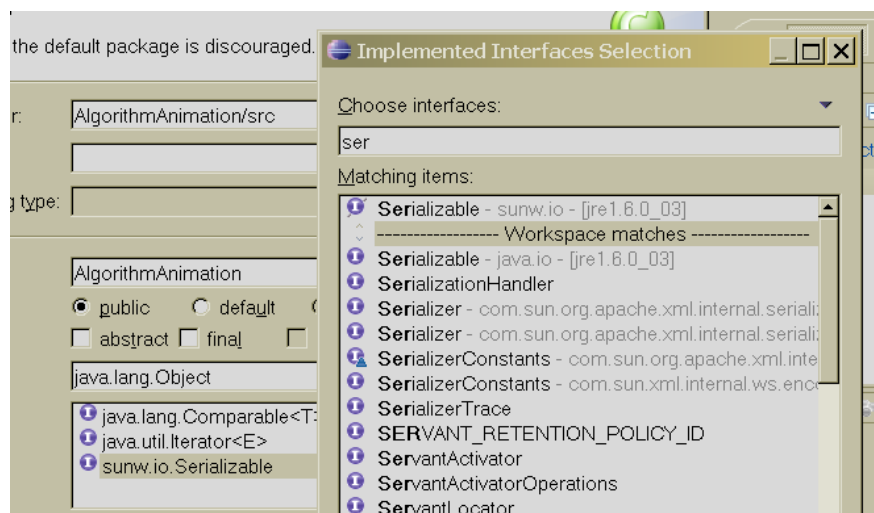 the default package is discouraged.
r:
AlgorithmAnimation/src
g type:
AlgorithmAnimation
public default
abstract final
java.lang.Object
java.lang.Comparable<T>
java.util.Iterator<E>
sunw.io.Serializable
Implemented Interfaces Selection
Choose interfaces:
ser
Matching items:
Serializable - sunw.io - [jre1.6.0_03]
------------------ Workspace matches ------------------
Serializable - java.io - [jre1.6.0_03]
SerializationHandler
Serializer - com.sun.org.apache.xml.internal.seriali
Serializer - com.sun.org.apache.xml.internal.seriali
SerializerConstants - com.sun.org.apache.xml.inte
SerializerConstants - com.sun.xml.internal.ws.enco
SerializerTrace
SERVANT_RETENTION_POLICY_ID
ServantActivator
ServantActivatorOperations
ServantLocator